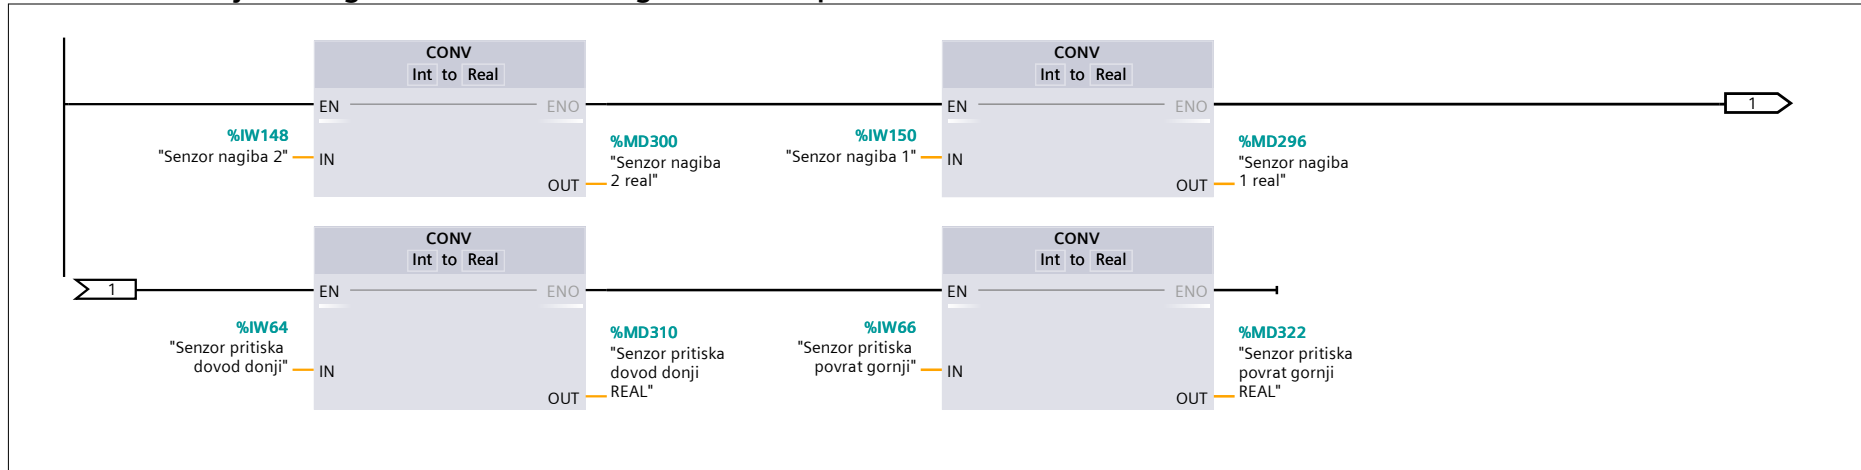 CONV
Int to Real
EN
ENO
%IW148
"Senzor nagiba 2"
IN
%MD300
"Senzor nagiba
2 real"
OUT
CONV
Int to Real
EN
ENO
%IW150
"Senzor nagiba 1"
IN
%MD296
"Senzor nagiba
1 real"
OUT
1
1
CONV
Int to Real
EN
ENO
%IW64
"Senzor pritiska
dovod donji"
IN
%MD310
"Senzor pritiska
dovod donji
REAL"
OUT
CONV
Int to Real
EN
ENO
%IW66
"Senzor pritiska
povrat gornji"
IN
%MD322
"Senzor pritiska
povrat gornji
REAL"
OUT